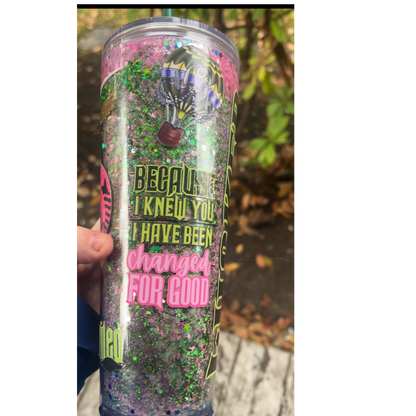 BECAUSE
I KNEW YOU
I HAVE BEEN
changed
FOR GOOD